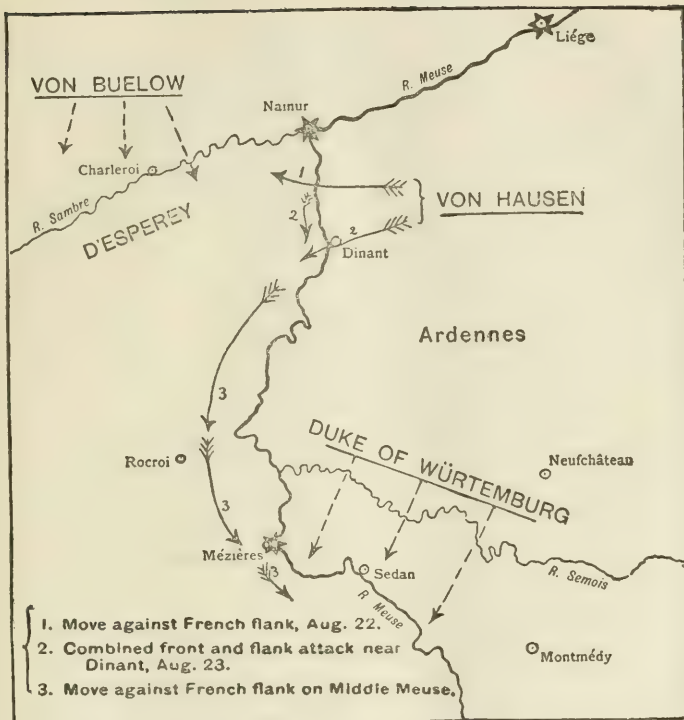 Liége
R. Meuse
VON BUELOW
Namur
Charleroi
1
VON HAUSEN
R. Sambre
2
2
D'ESPEREY
Dinant
Ardennes
3
DUKE OF WÜRTEMBURG
Rocroi
Neufchâteau
3
Mézières
3
Sedan
R. Semois
R Meuse
1. Move against French flank, Aug. 22.
2. Combined front and flank attack near
Dinant, Aug. 23.
Montmédy
3. Move against French flank on Middle Meuse.